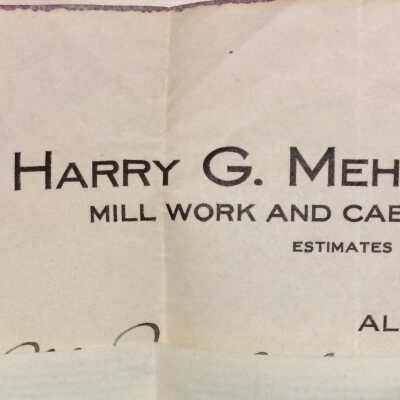 HARRY G. MEH
MILL WORK AND CAB
ESTIMATES
AL